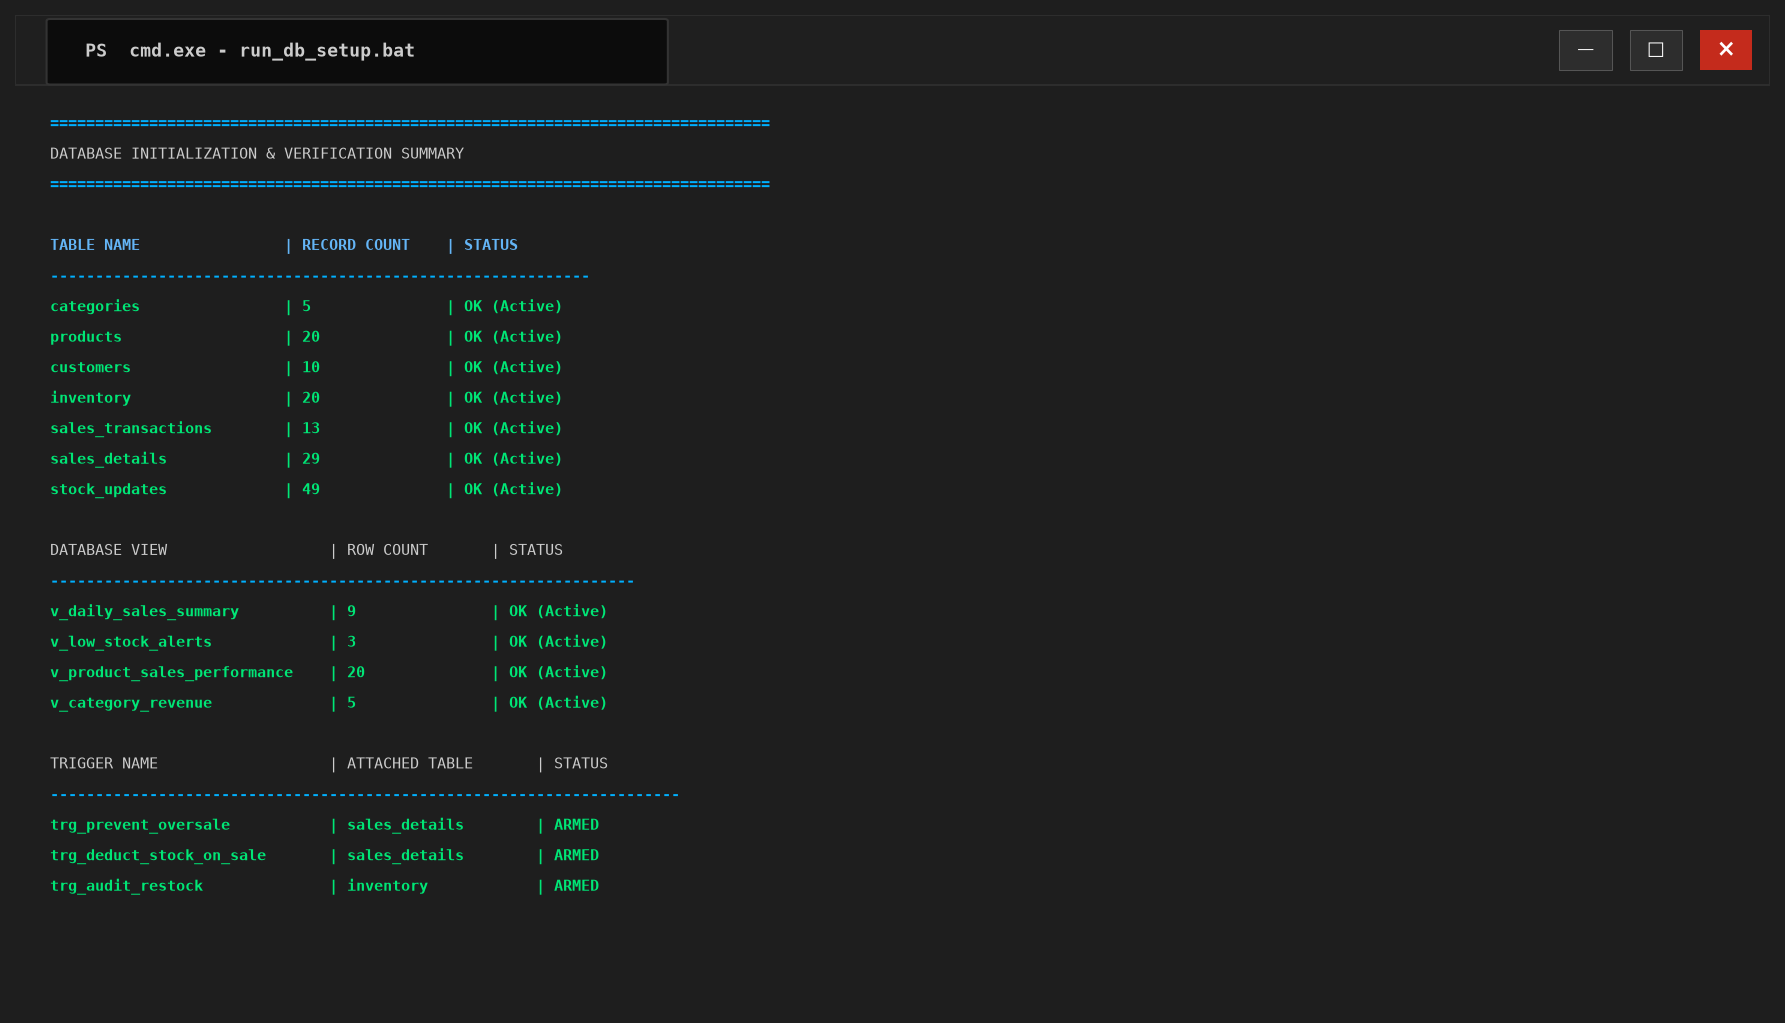 PS  cmd.exe - run_db_setup.bat
================================================================================
DATABASE INITIALIZATION & VERIFICATION SUMMARY
================================================================================
TABLE NAME                | RECORD COUNT    | STATUS
------------------------------------------------------------
categories                | 5               | OK (Active)
products                  | 20              | OK (Active)
customers                 | 10              | OK (Active)
inventory                 | 20              | OK (Active)
sales_transactions        | 13              | OK (Active)
sales_details             | 29              | OK (Active)
stock_updates             | 49              | OK (Active)
DATABASE VIEW                  | ROW COUNT       | STATUS
-----------------------------------------------------------------
v_daily_sales_summary          | 9               | OK (Active)
v_low_stock_alerts             | 3               | OK (Active)
v_product_sales_performance    | 20              | OK (Active)
v_category_revenue             | 5               | OK (Active)
TRIGGER NAME                   | ATTACHED TABLE       | STATUS
----------------------------------------------------------------------
trg_prevent_oversale           | sales_details        | ARMED
trg_deduct_stock_on_sale       | sales_details        | ARMED
trg_audit_restock              | inventory            | ARMED